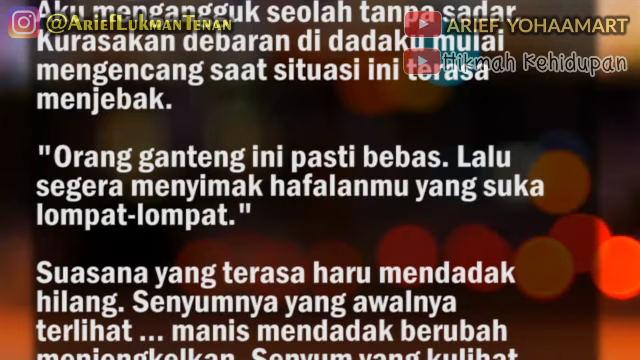 Aku mengangguk seolah tanpa sadar.
@AriefLukmanTenan
ARIEF YOHAAMART
Kurasakan debaran di dadaku mulai
Hikmah Kehidupan
mengencang saat situasi ini terasa
menjebak.
"Orang ganteng ini pasti bebas. Lalu
segera menyimak hafalanmu yang suka
lompat-lompat."
Suasana yang terasa haru mendadak
hilang. Senyumnya yang awalnya
terlihat ... manis mendadak berubah
menjengkelkan. Senyum yang kulihat